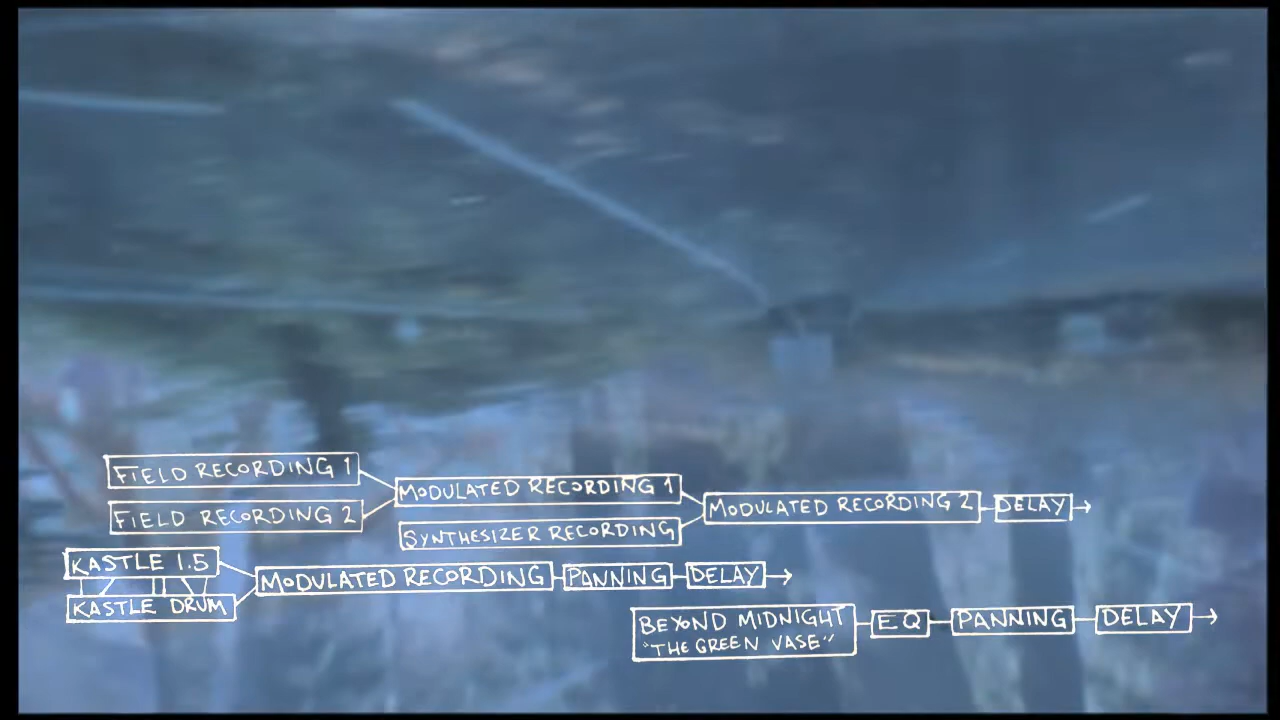 FIELD RECORDING 1
FIELD RECORDING 2
MODULATED RECORDING 1
SYNTHESIZER RECORDING
MODULATED RECORDING 2
DELAY
KASTLE 1.5
KASTLE DRUM
MODULATED RECORDING
PANNING
DELAY
BEYOND MIDNIGHT
"THE GREEN VASE"
EQ
PANNING
DELAY